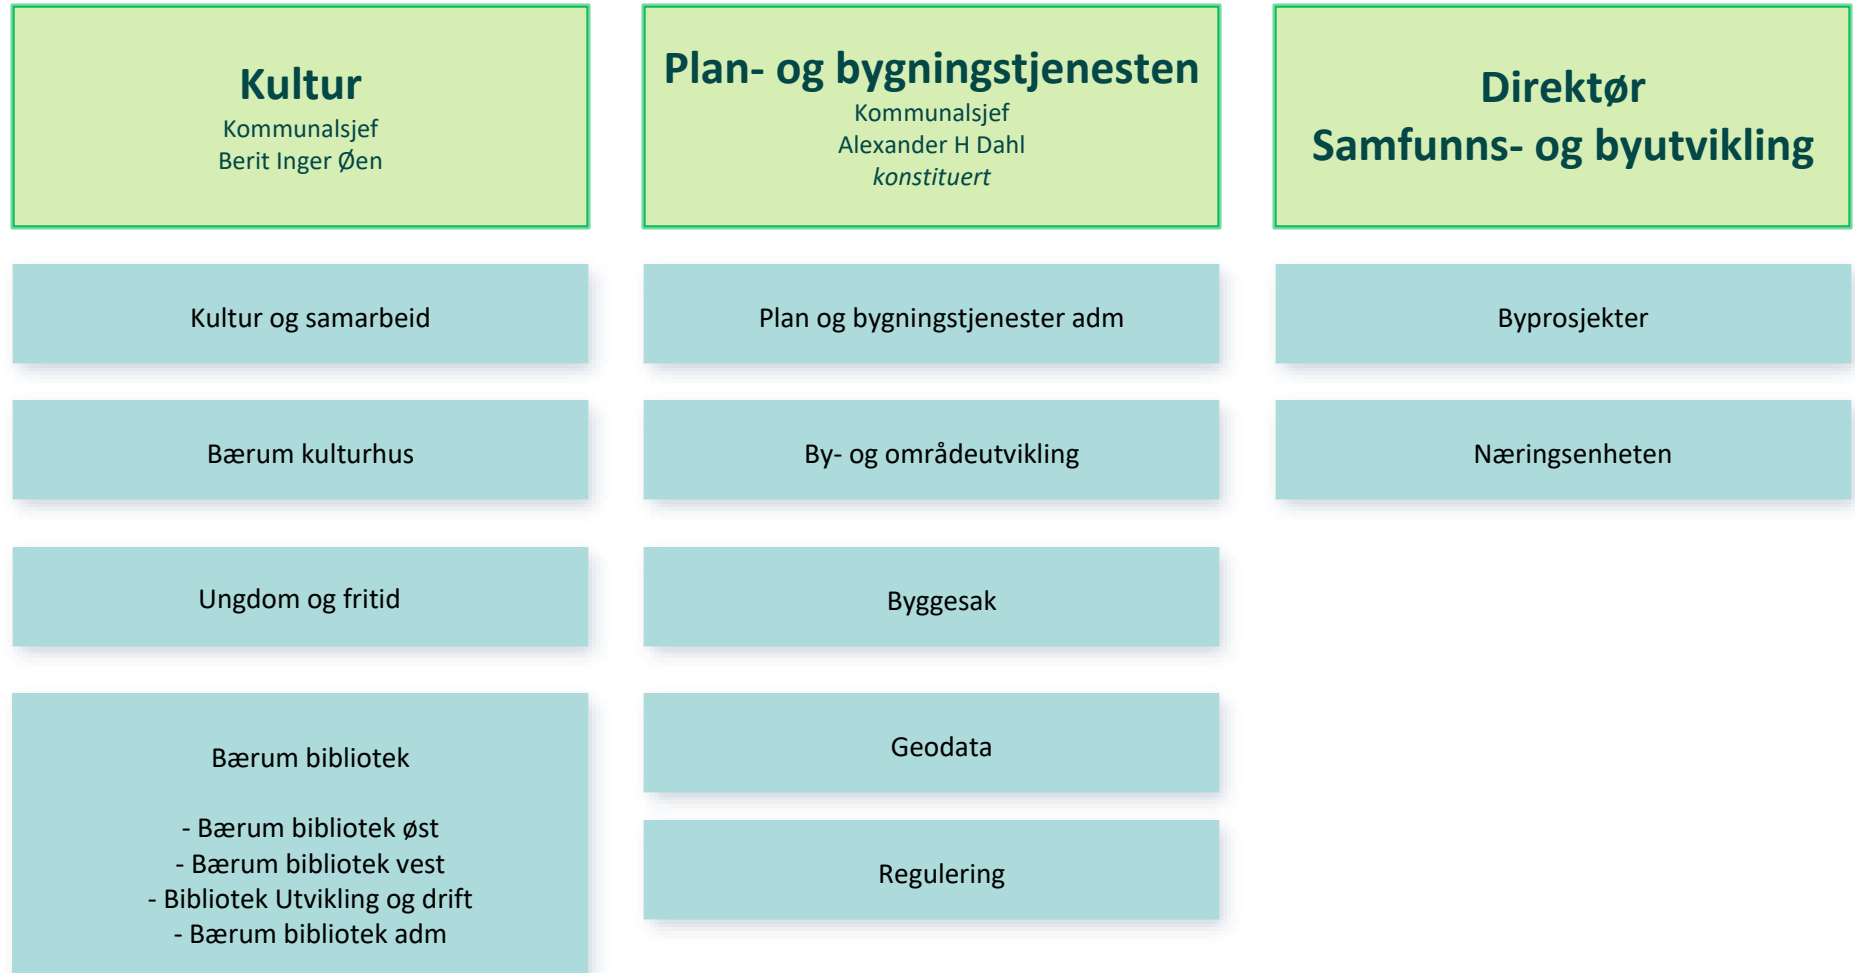 Kultur
Kommunalsjef
Berit Inger Øen
Kultur og samarbeid
Bærum kulturhus
Ungdom og fritid
Bærum bibliotek
- Bærum bibliotek øst
- Bærum bibliotek vest
- Bibliotek Utvikling og drift
- Bærum bibliotek adm
Plan- og bygningstjenesten
Kommunalsjef
Alexander H Dahl
konstituert
Plan og bygningstjenester adm
By- og områdeutvikling
Byggesak
Geodata
Regulering
Direktør
Samfunns- og byutvikling
Byprosjekter
Næringsenheten